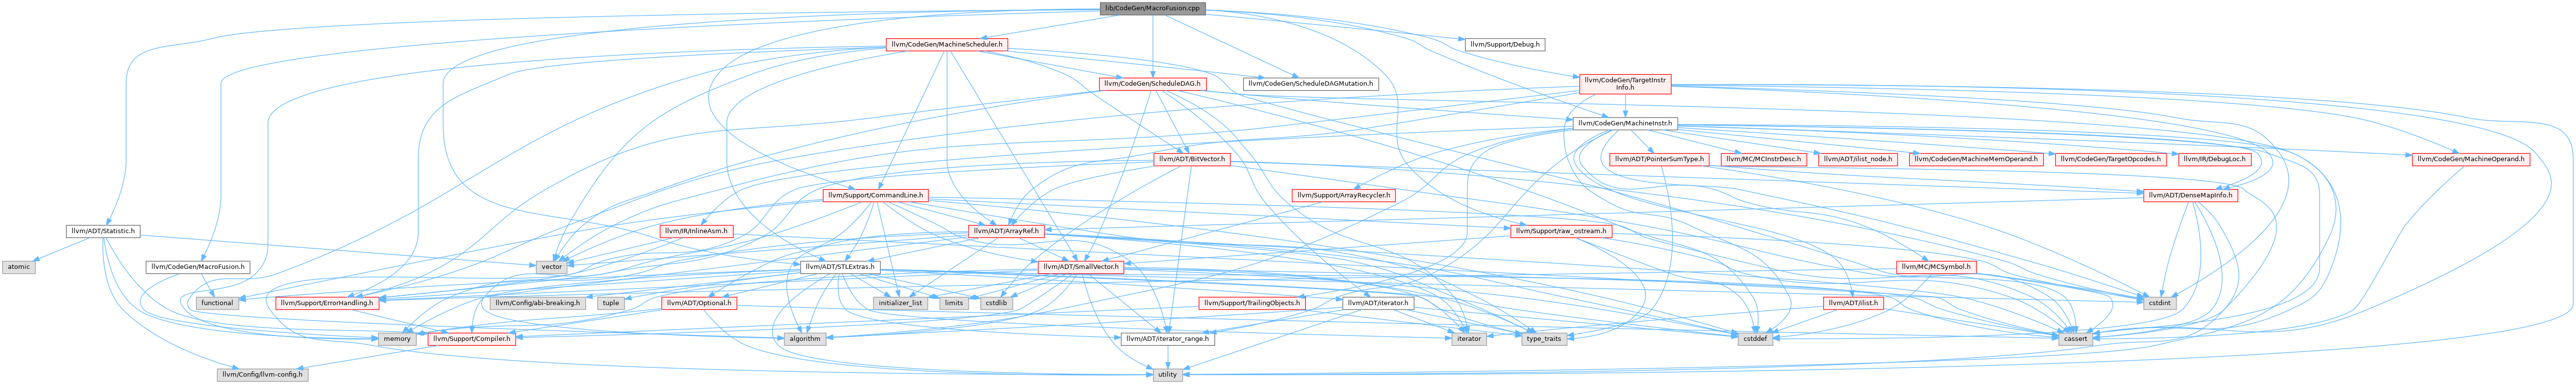 lib/CodeGen/MacroFusion.cpp
llvm/CodeGen/MachineScheduler.h
llvm/Support/Debug.h
llvm/CodeGen/ScheduleDAG.h
llvm/CodeGen/ScheduleDAGMutation.h
llvm/CodeGen/TargetInstr
Info.h
llvm/CodeGen/MachineInstr.h
llvm/ADT/BitVector.h
llvm/ADT/PointerSumType.h
llvm/MC/MCInstrDesc.h
llvm/ADT/ilist_node.h
llvm/CodeGen/MachineMemOperand.h
llvm/CodeGen/TargetOpcodes.h
llvm/IR/DebugLoc.h
llvm/CodeGen/MachineOperand.h
llvm/Support/CommandLine.h
llvm/Support/ArrayRecycler.h
llvm/ADT/DenseMapInfo.h
llvm/ADT/Statistic.h
llvm/IR/InlineAsm.h
llvm/ADT/ArrayRef.h
llvm/Support/raw_ostream.h
atomic
llvm/CodeGen/MacroFusion.h
vector
llvm/ADT/STLExtras.h
llvm/ADT/SmallVector.h
llvm/MC/MCSymbol.h
functional
llvm/Support/ErrorHandling.h
llvm/Config/abi-breaking.h
tuple
llvm/ADT/Optional.h
initializer_list
limits
cstdlib
llvm/Support/TrailingObjects.h
llvm/ADT/iterator.h
llvm/ADT/ilist.h
cstdint
memory
llvm/Support/Compiler.h
algorithm
llvm/ADT/iterator_range.h
iterator
type_traits
cstddef
cassert
llvm/Config/llvm-config.h
utility